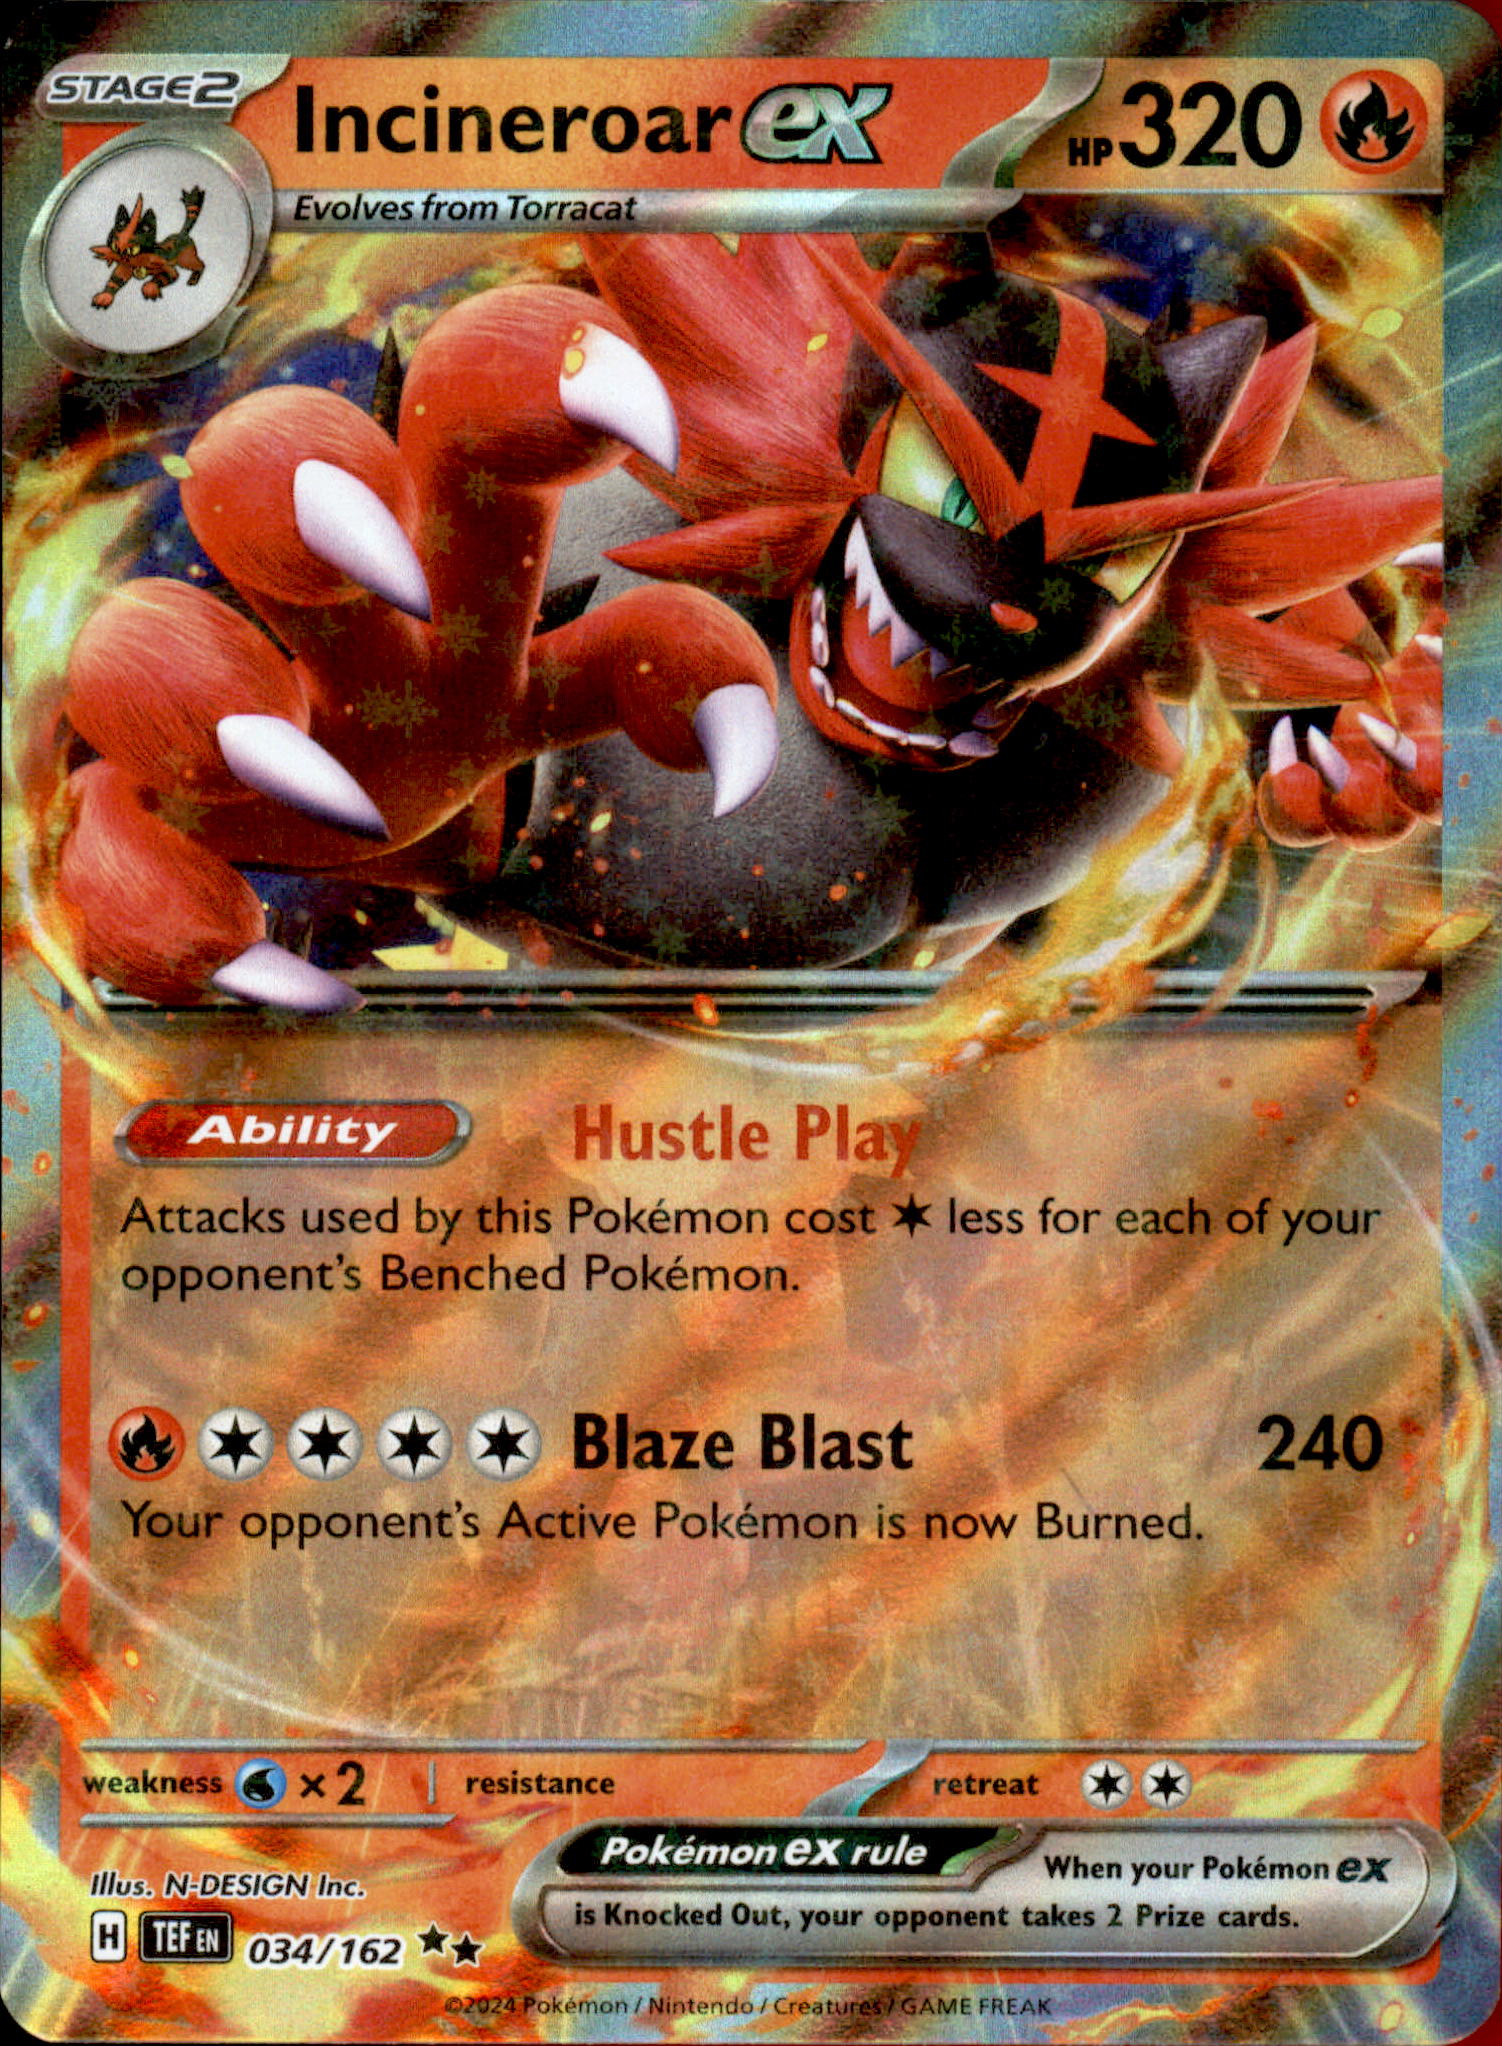 STAGE2
Incineroar ex
HP 320
Evolves from Torracat
Ability Hustle Play
Attacks used by this Pokémon cost less for each of your
opponent's Benched Pokémon.
Blaze Blast 240
Your opponent's Active Pokémon is now Burned.
weakness ×2 resistance retreat
Pokémon ex rule When your Pokémon ex
is Knocked Out, your opponent takes 2 Prize cards.
Illus. N-DESIGN Inc.
H TEF EN 034/162
©2024 Pokémon / Nintendo / Creatures / GAME FREAK